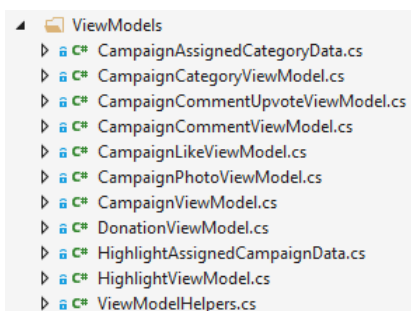 ViewModels
C# CampaignAssignedCategoryData.cs
C# CampaignCategoryViewModel.cs
C# CampaignCommentUpvoteViewModel.cs
C# CampaignCommentViewModel.cs
C# CampaignLikeViewModel.cs
C# CampaignPhotoViewModel.cs
C# CampaignViewModel.cs
C# DonationViewModel.cs
C# HighlightAssignedCampaignData.cs
C# HighlightViewModel.cs
C# ViewModelHelpers.cs